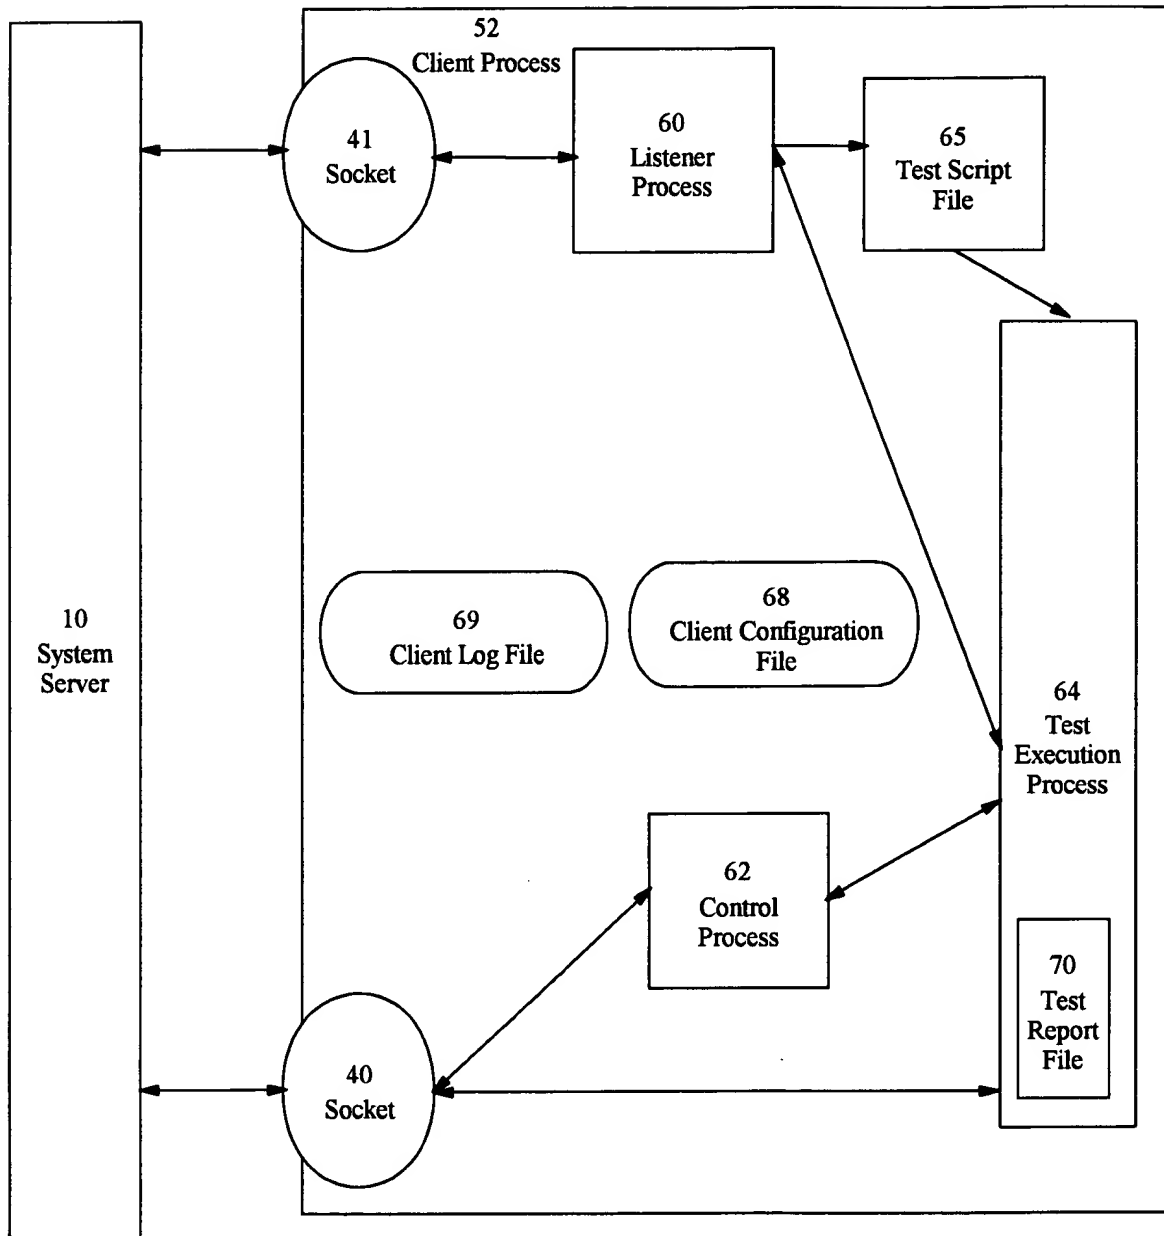 52
Client Process
41
Socket
60
Listener
Process
65
Test Script
File
10
System
Server
69
Client Log File
68
Client Configuration
File
64
Test
Execution
Process
62
Control
Process
70
Test
Report
File
40
Socket